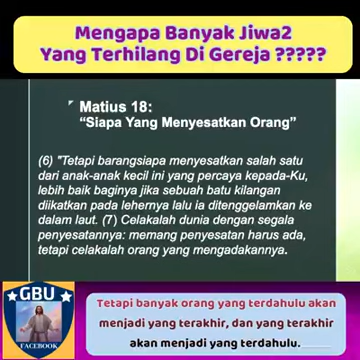 Mengapa Banyak Jiwa2
Yang Terhilang Di Gereja ?????
Matius 18:
“Siapa Yang Menyesatkan Orang”
(6) "Tetapi barangsiapa menyesatkan salah satu
dari anak-anak kecil ini yang percaya kepada-Ku,
lebih baik baginya jika sebuah batu kilangan
diikatkan pada lehernya lalu ia ditenggelamkan ke
dalam laut. (7) Celakalah dunia dengan segala
penyesatannya: memang penyesatan harus ada,
tetapi celakalah orang yang mengadakannya.
GBU
FACEBOOK
Tetapi banyak orang yang terdahulu akan
menjadi yang terakhir, dan yang terakhir
akan menjadi yang terdahulu.